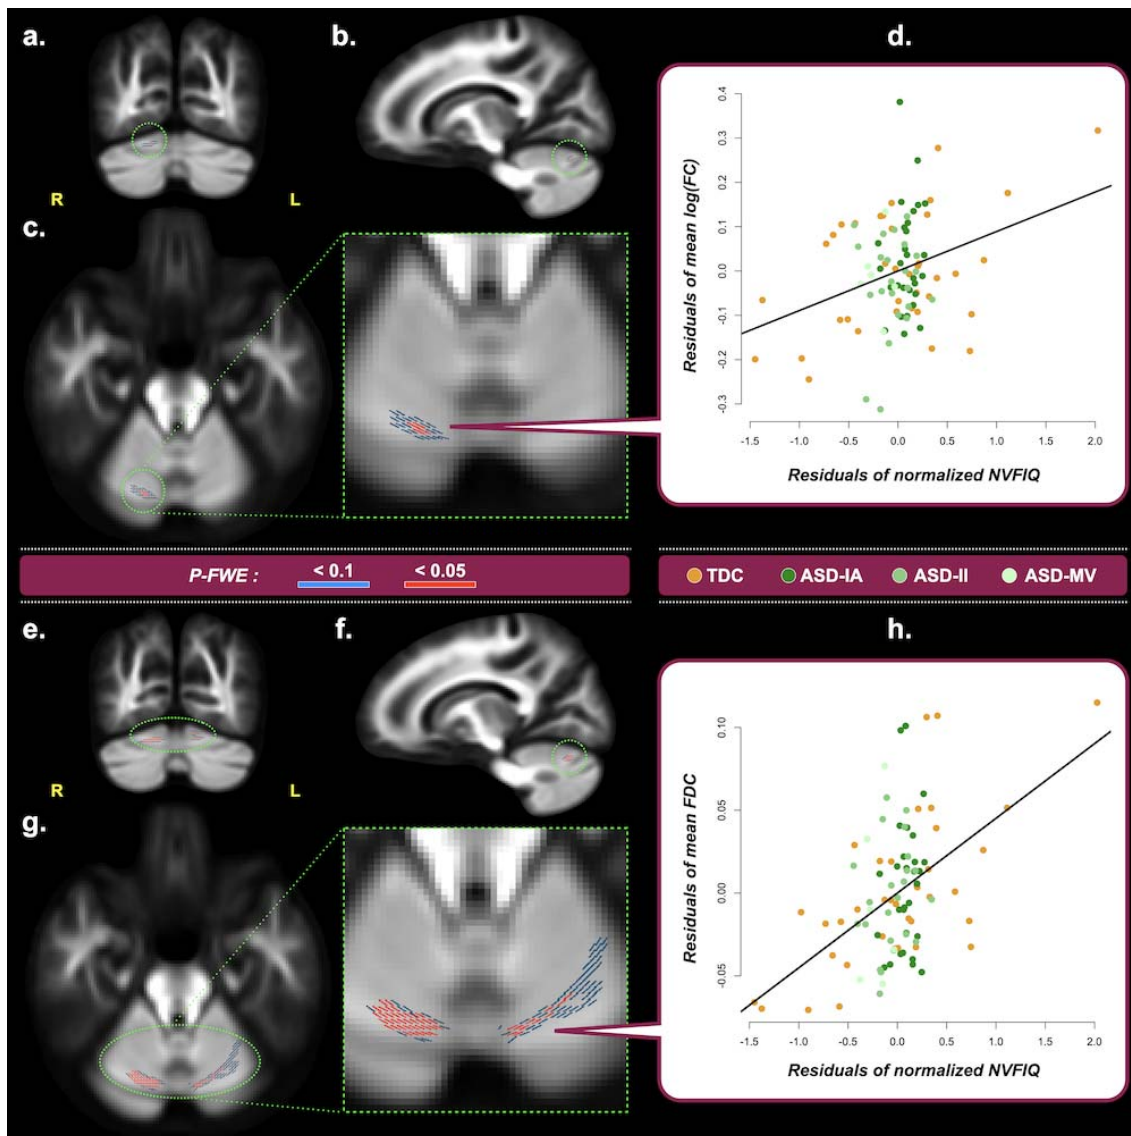 a.
b.
d.
R
L
c.
0.4
0.3
0.2
0.1
0.0
-0.1
-0.2
-0.3
Residuals of mean log(FC)
-1.5 -1.0 -0.5 0.0 0.5 1.0 1.5 2.0
Residuals of normalized NVFIQ
P-FWE : < 0.1 < 0.05
TDC ASD-IA ASD-II ASD-MV
e.
f.
h.
R
L
g.
0.10
0.05
0.00
-0.05
Residuals of mean FDC
-1.5 -1.0 -0.5 0.0 0.5 1.0 1.5 2.0
Residuals of normalized NVFIQ